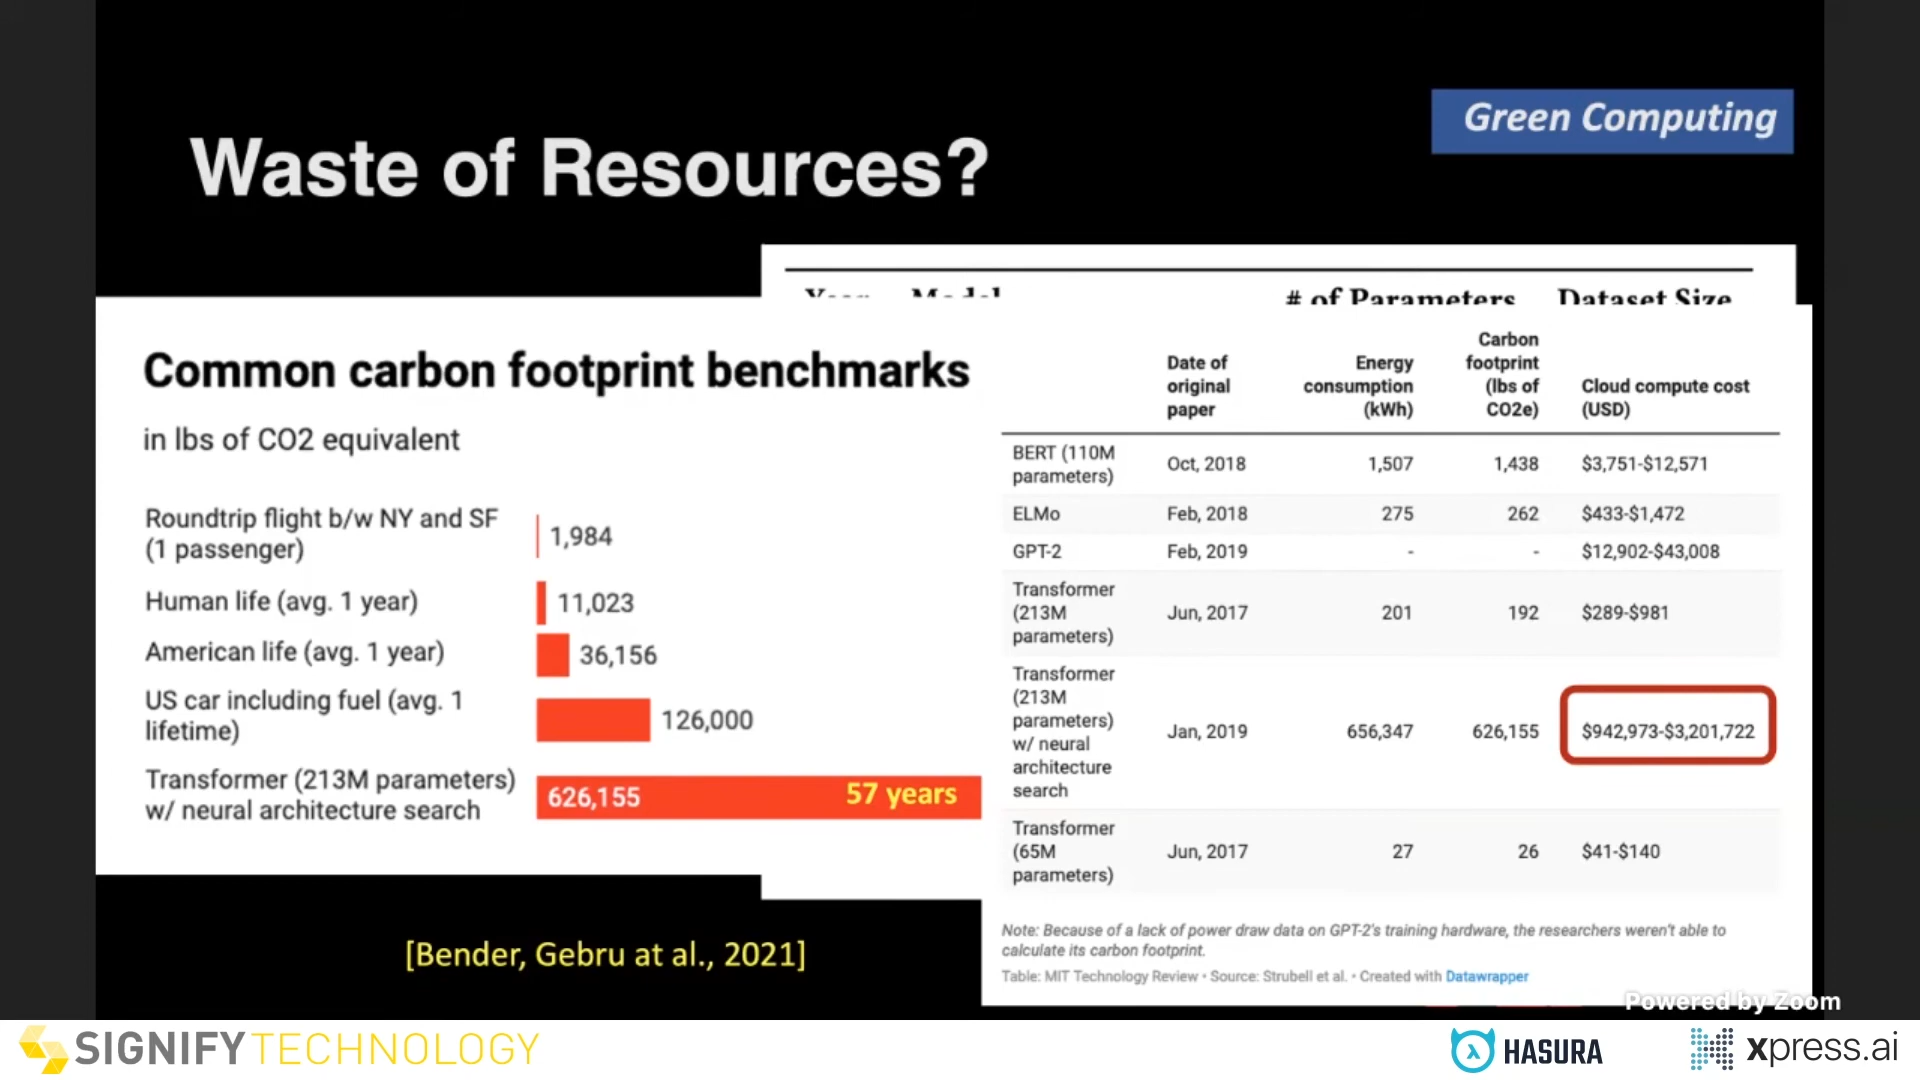 Green Computing
Waste of Resources?
Year Model # of Parameters Dataset Size
Common carbon footprint benchmarks
in lbs of CO2 equivalent
Roundtrip flight b/w NY and SF
(1 passenger)
1,984
Human life (avg. 1 year)
11,023
American life (avg. 1 year)
36,156
US car including fuel (avg. 1
lifetime)
126,000
Transformer (213M parameters)
w/ neural architecture search
626,155
57 years
Date of
original
paper
Energy
consumption
(kWh)
Carbon
footprint
(lbs of
CO2e)
Cloud compute cost
(USD)
BERT (110M
parameters)
Oct, 2018
1,507
1,438
$3,751-$12,571
ELMo
Feb, 2018
275
262
$433-$1,472
GPT-2
Feb, 2019
-
-
$12,902-$43,008
Transformer
(213M
parameters)
Jun, 2017
201
192
$289-$981
Transformer
(213M
parameters)
w/ neural
architecture
search
Jan, 2019
656,347
626,155
$942,973-$3,201,722
Transformer
(65M
parameters)
Jun, 2017
27
26
$41-$140
Note: Because of a lack of power draw data on GPT-2's training hardware, the researchers weren't able to
calculate its carbon footprint.
Table: MIT Technology Review • Source: Strubell et al. • Created with Datawrapper
[Bender, Gebru at al., 2021]
Powered by Zoom
SIGNIFY TECHNOLOGY
HASURA
xpress.ai